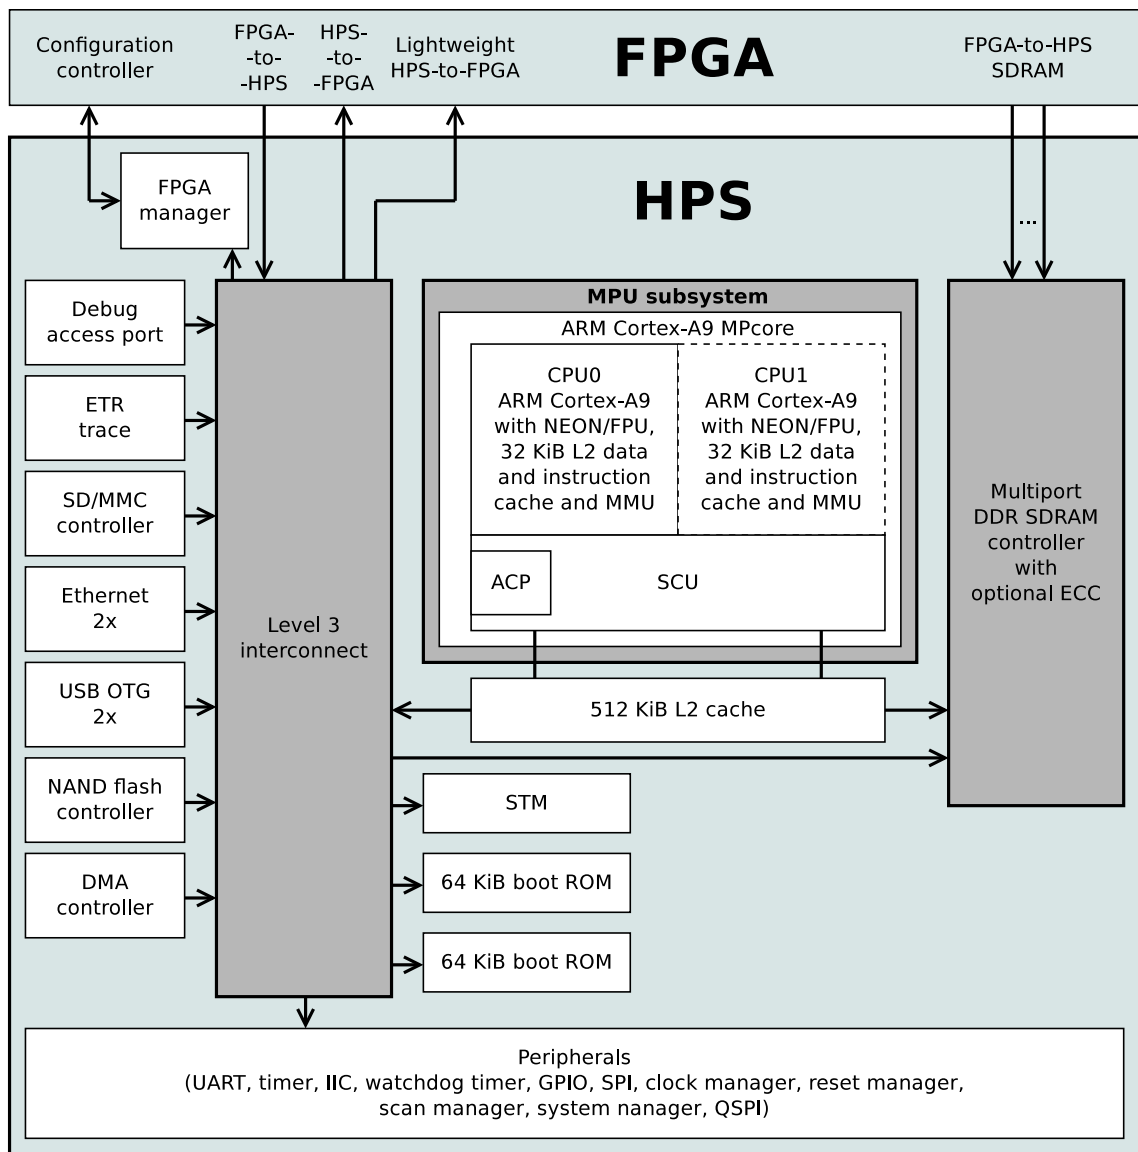 Configuration
controller
FPGA-
-to-
-HPS
HPS-
-to-
-FPGA
Lightweight
HPS-to-FPGA
FPGA
FPGA-to-HPS
SDRAM
FPGA
manager
HPS
...
Debug
access port
ETR
trace
SD/MMC
controller
Ethernet
2x
USB OTG
2x
NAND flash
controller
DMA
controller
Level 3
interconnect
MPU subsystem
ARM Cortex-A9 MPcore
CPU0
ARM Cortex-A9
with NEON/FPU,
32 KiB L2 data
and instruction
cache and MMU
CPU1
ARM Cortex-A9
with NEON/FPU,
32 KiB L2 data
and instruction
cache and MMU
ACP
SCU
512 KiB L2 cache
Multiport
DDR SDRAM
controller
with
optional ECC
STM
64 KiB boot ROM
64 KiB boot ROM
Peripherals
(UART, timer, IIC, watchdog timer, GPIO, SPI, clock manager, reset manager,
scan manager, system nanager, QSPI)